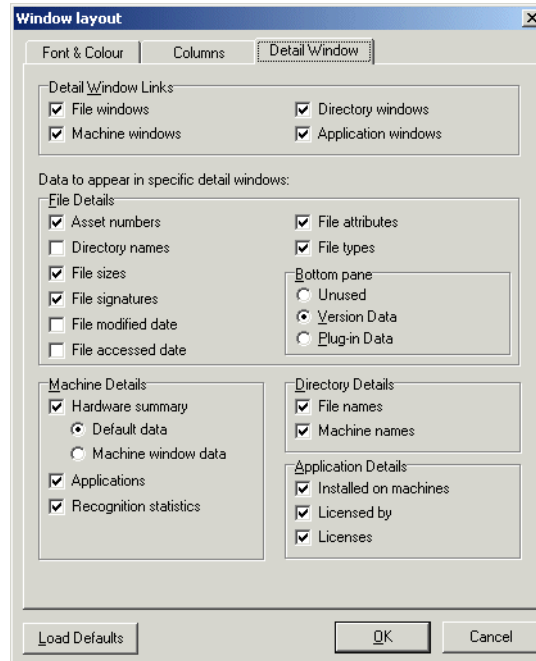 Window layout
Font & Colour Columns Detail Window
Detail Window Links
File windows Directory windows
Machine windows Application windows
Data to appear in specific detail windows:
File Details
Asset numbers File attributes
Directory names File types
File sizes Bottom pane
File signatures Unused
File modified date Version Data
File accessed date Plug-in Data
Machine Details Directory Details
Hardware summary File names
Default data Machine names
Machine window data Application Details
Applications Installed on machines
Recognition statistics Licensed by
Licenses
Load Defaults OK Cancel